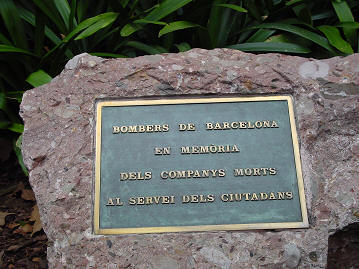 BOMBERS DE BARCELONA
EN MEMÒRIA
DELS COMPANYS MORTS
AL SERVEI DELS CIUTADANS